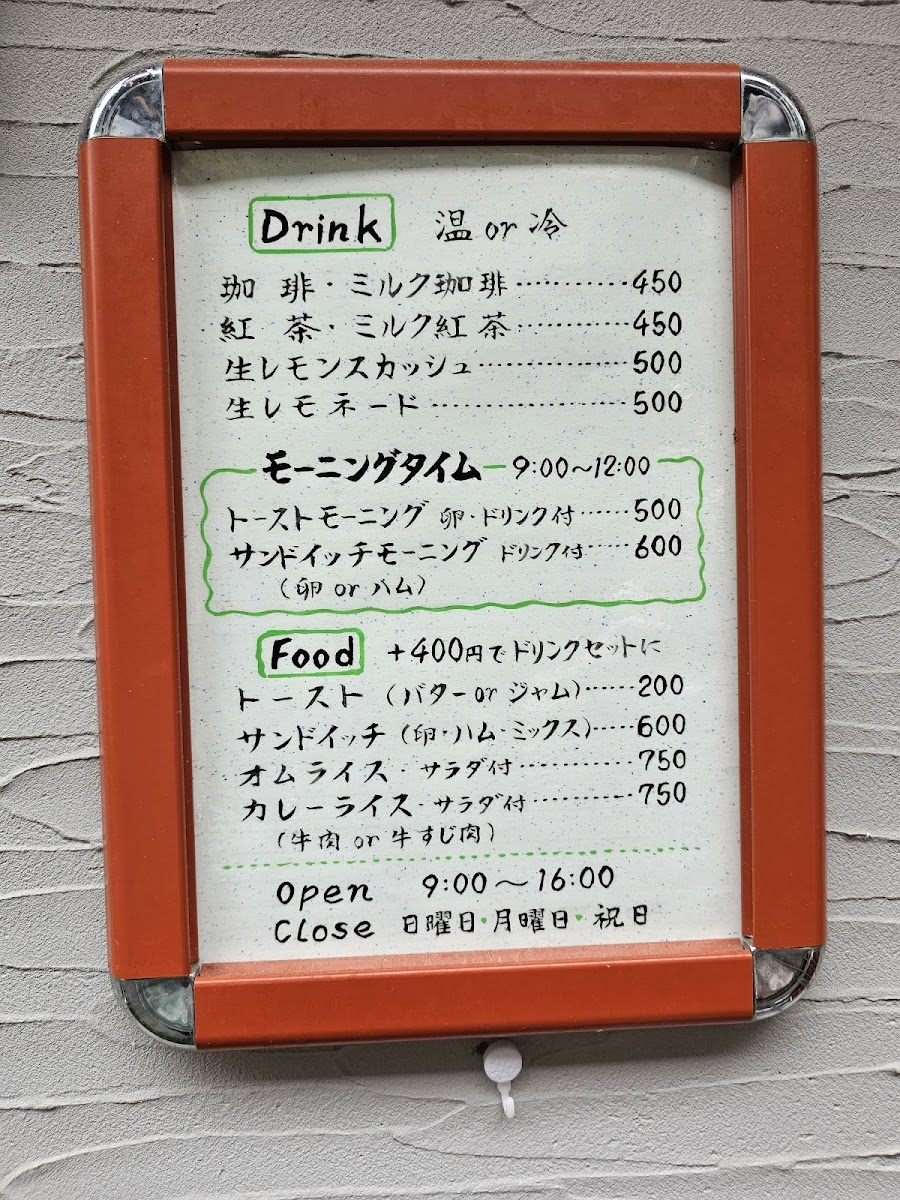 Drink 温 or 冷
珈琲・ミルク珈琲…………450
紅茶・ミルク紅茶…………450
生レモンスカッシュ……………500
生レモネード…………………500
モーニングタイム 9:00〜12:00
トーストモーニング 卵・ドリンク付……500
サンドイッチモーニング ドリンク付……600
(卵 or ハム)
Food +400円でドリンクセットに
トースト (バター or ジャム)……200
サンドイッチ (卵・ハム・ミックス)……600
オムライス・サラダ付…………750
カレーライス・サラダ付…………750
(牛肉 or 牛すじ肉)
Open 9:00〜16:00
Close 日曜日・月曜日・祝日